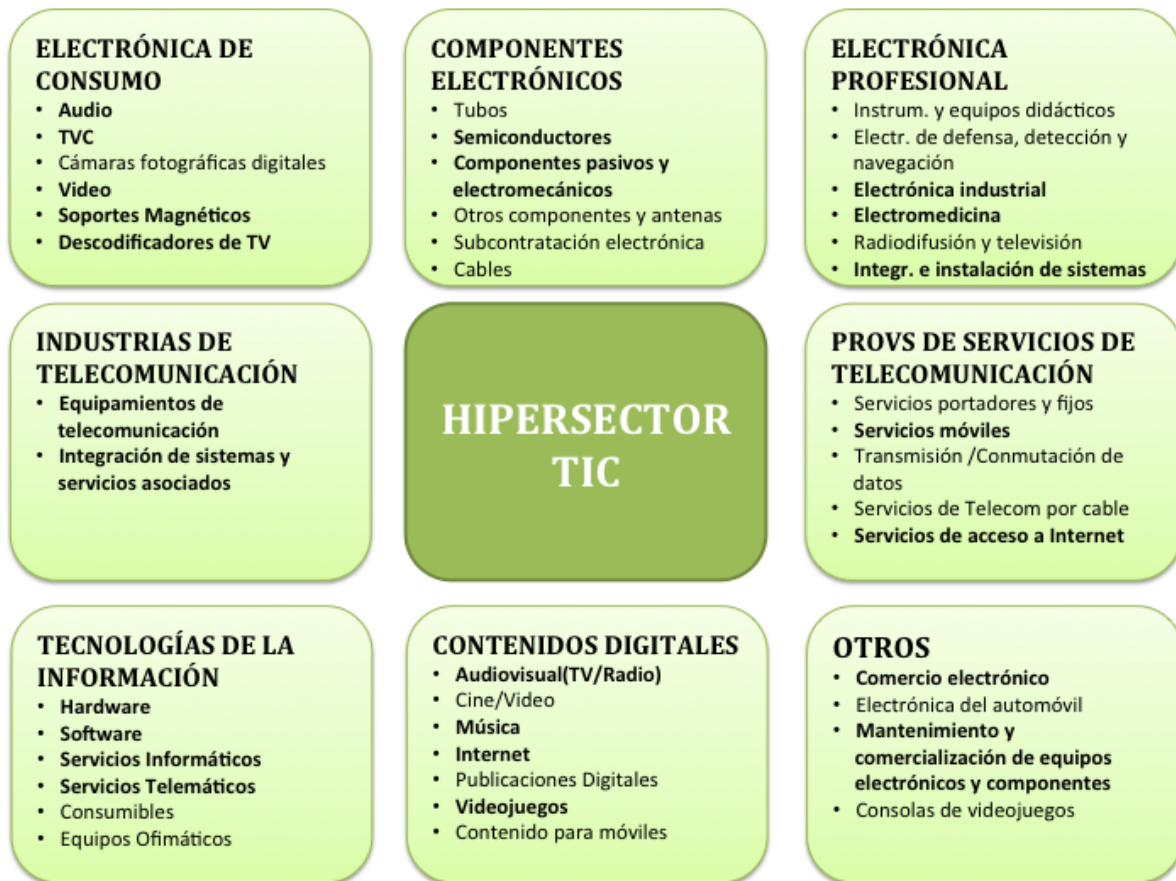 ELECTRÓNICA DE
CONSUMO
• Audio
• TVC
• Cámaras fotográficas digitales
• Video
• Soportes Magnéticos
• Descodificadores de TV
COMPONENTES
ELECTRÓNICOS
• Tubos
• Semiconductores
• Componentes pasivos y
electromecánicos
• Otros componentes y antenas
• Subcontratación electrónica
• Cables
ELECTRÓNICA
PROFESIONAL
• Instrum. y equipos didácticos
• Electr. de defensa, detección y
navegación
• Electrónica industrial
• Electromedicina
• Radiodifusión y televisión
• Integr. e instalación de sistemas
INDUSTRIAS DE
TELECOMUNICACIÓN
• Equipamientos de
telecomunicación
• Integración de sistemas y
servicios asociados
HIPERSECTOR
TIC
PROVS DE SERVICIOS DE
TELECOMUNICACIÓN
• Servicios portadores y fijos
• Servicios móviles
• Transmisión /Conmutación de
datos
• Servicios de Telecom por cable
• Servicios de acceso a Internet
TECNOLOGÍAS DE LA
INFORMACIÓN
• Hardware
• Software
• Servicios Informáticos
• Servicios Telemáticos
• Consumibles
• Equipos Ofimáticos
CONTENIDOS DIGITALES
• Audiovisual(TV/Radio)
• Cine/Video
• Música
• Internet
• Publicaciones Digitales
• Videojuegos
• Contenido para móviles
OTROS
• Comercio electrónico
• Electrónica del automóvil
• Mantenimiento y
comercialización de equipos
electrónicos y componentes
• Consolas de videojuegos